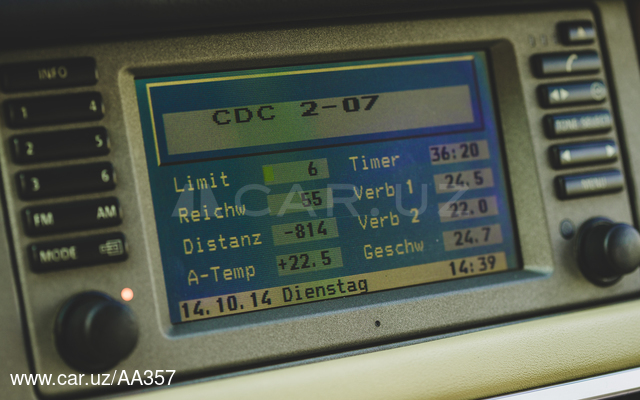 INFO
1 4
2 5
3 6
FM AM
MODE
CDC 2-07
Limit 6 Timer 36:20
Reichw 55 Verb 1 24.5
Distanz -814 Verb 2 22.0
A-Temp +22.5 Geschw 24.7
14.10.14 Dienstag 14:39
MENU
CAR.UZ
www.car.uz/AA357